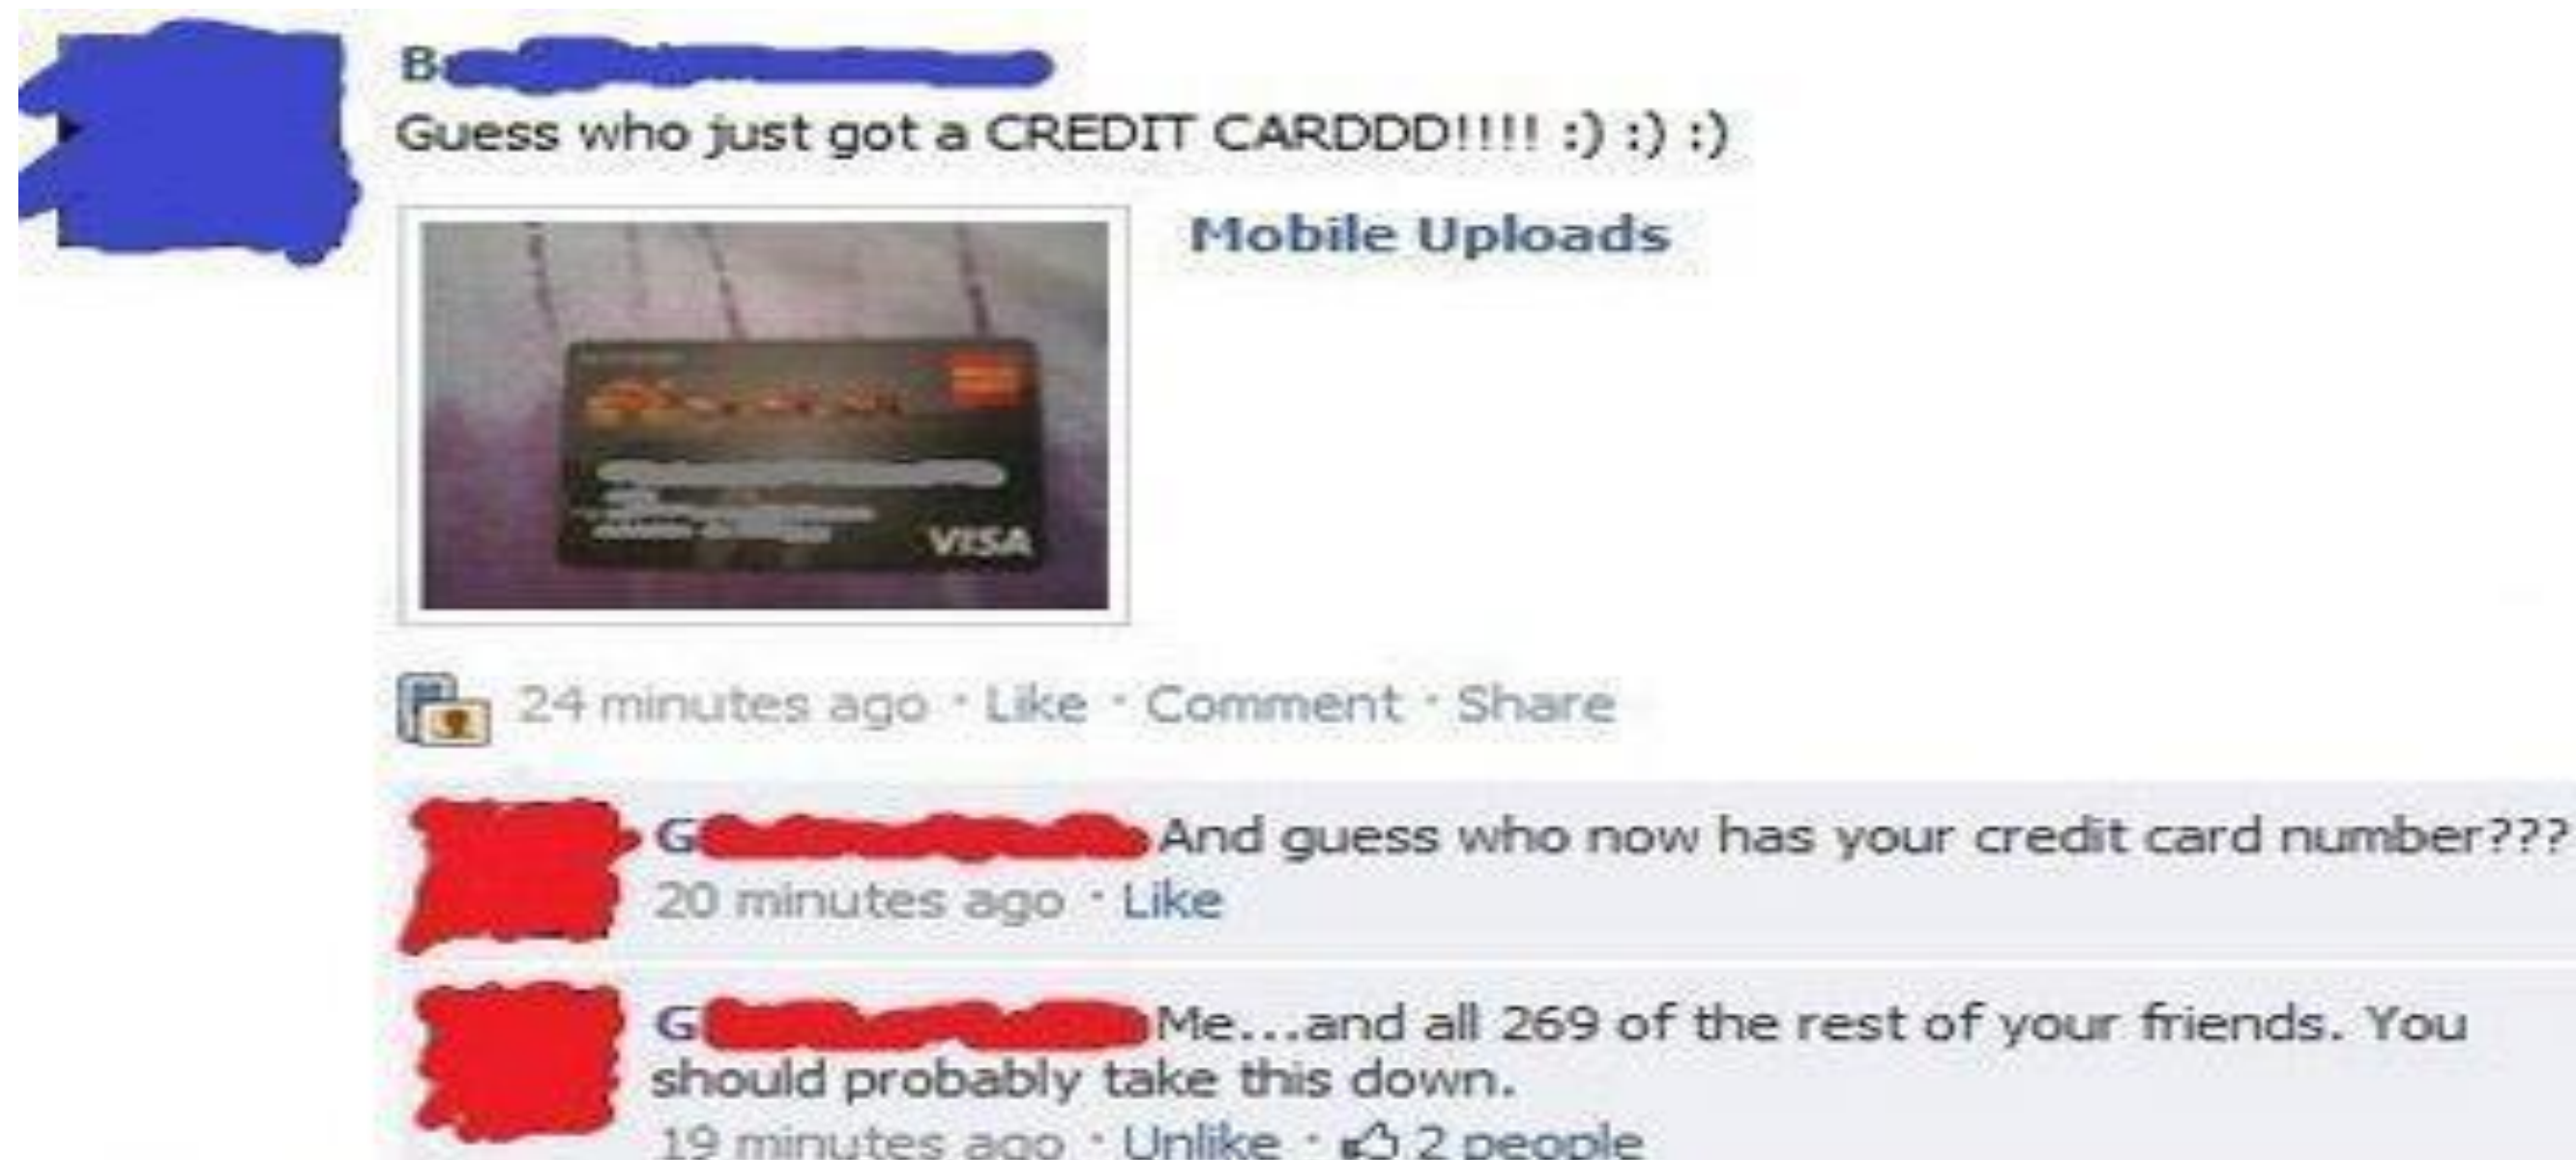 B
Guess who just got a CREDIT CARDDD!!!! :) :) :)
Mobile Uploads
VISA
24 minutes ago · Like · Comment · Share
G And guess who now has your credit card number???
20 minutes ago · Like
G Me...and all 269 of the rest of your friends. You
should probably take this down.
19 minutes ago · Unlike · 2 people